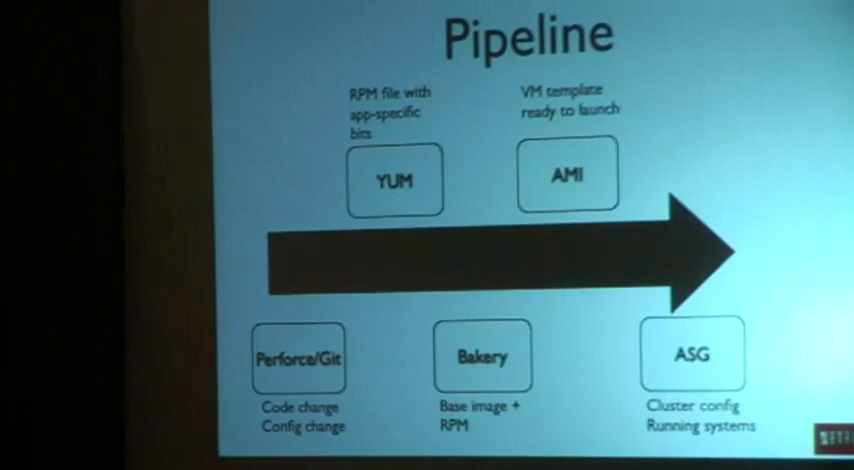 Pipeline
RPM file with
app-specific
bits
VM template
ready to launch
YUM
AMI
Perforce/Git
Bakery
ASG
Code change
Config change
Base image +
RPM
Cluster config
Running systems